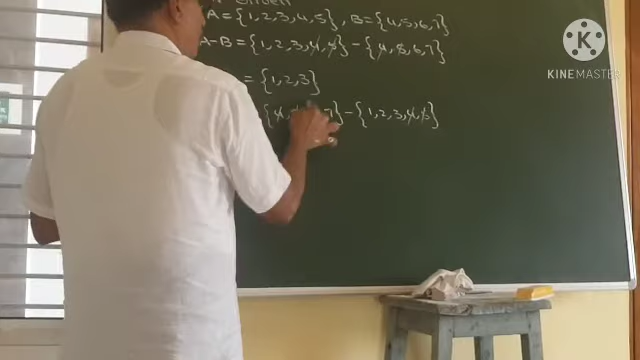 A = {1,2,3,4,5}, B = {4,5,6,7}
A-B = {1,2,3,4,5} - {4,5,6,7}
= {1,2,3}
7} - {1,2,3,4,5}
KINEMASTER